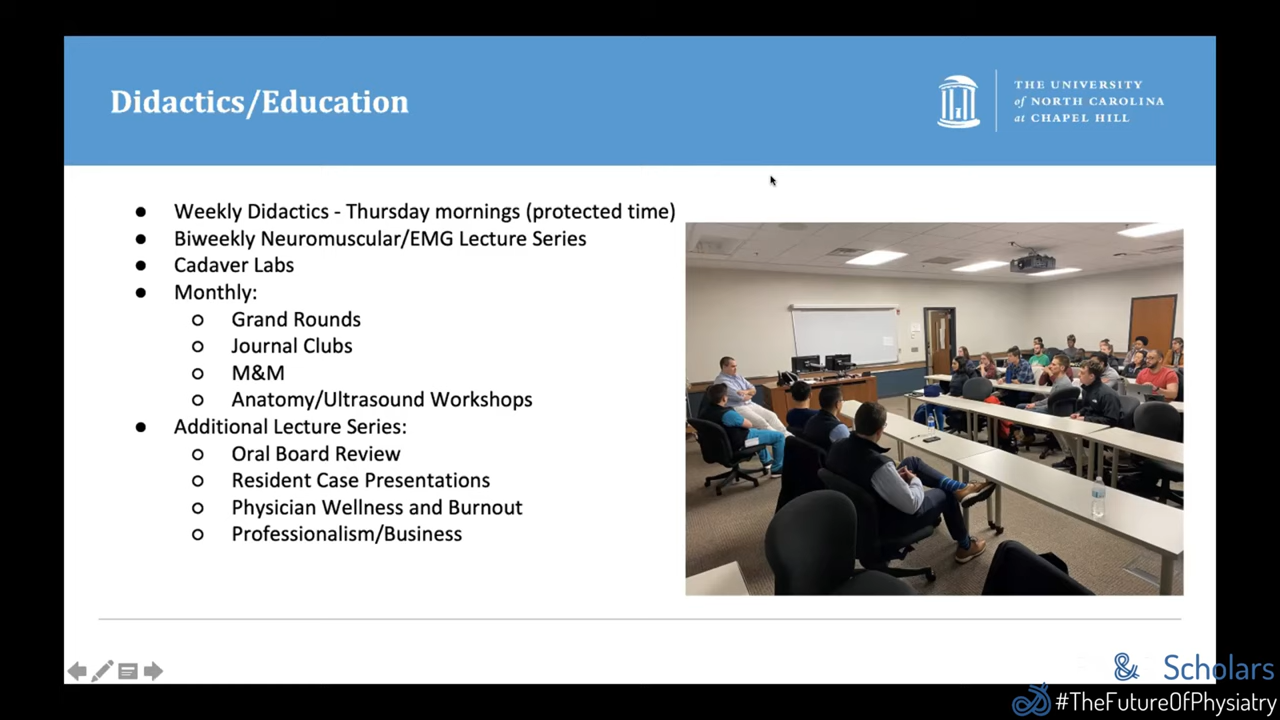 Didactics/Education
THE UNIVERSITY
of NORTH CAROLINA
at CHAPEL HILL
● Weekly Didactics - Thursday mornings (protected time)
● Biweekly Neuromuscular/EMG Lecture Series
● Cadaver Labs
● Monthly:
○ Grand Rounds
○ Journal Clubs
○ M&M
○ Anatomy/Ultrasound Workshops
● Additional Lecture Series:
○ Oral Board Review
○ Resident Case Presentations
○ Physician Wellness and Burnout
○ Professionalism/Business
& Scholars
#TheFutureOfPhysiatry